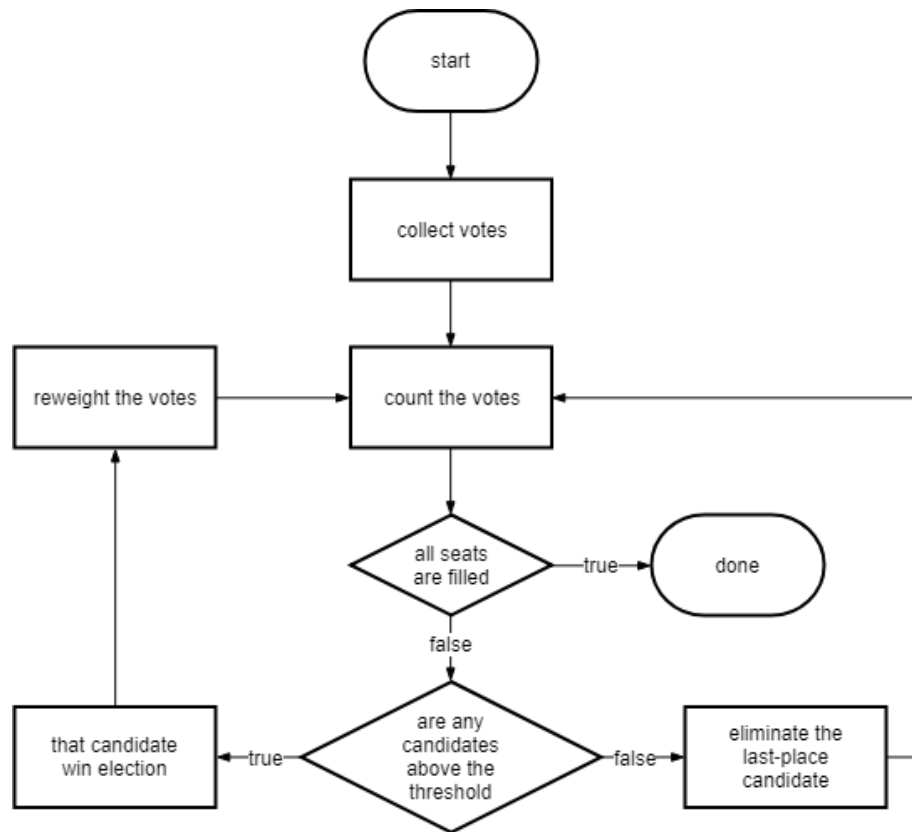 start
collect votes
reweight the votes
count the votes
all seats
are filled
true
done
false
that candidate
win election
true
are any
candidates
above the
threshold
false
eliminate the
last-place
candidate